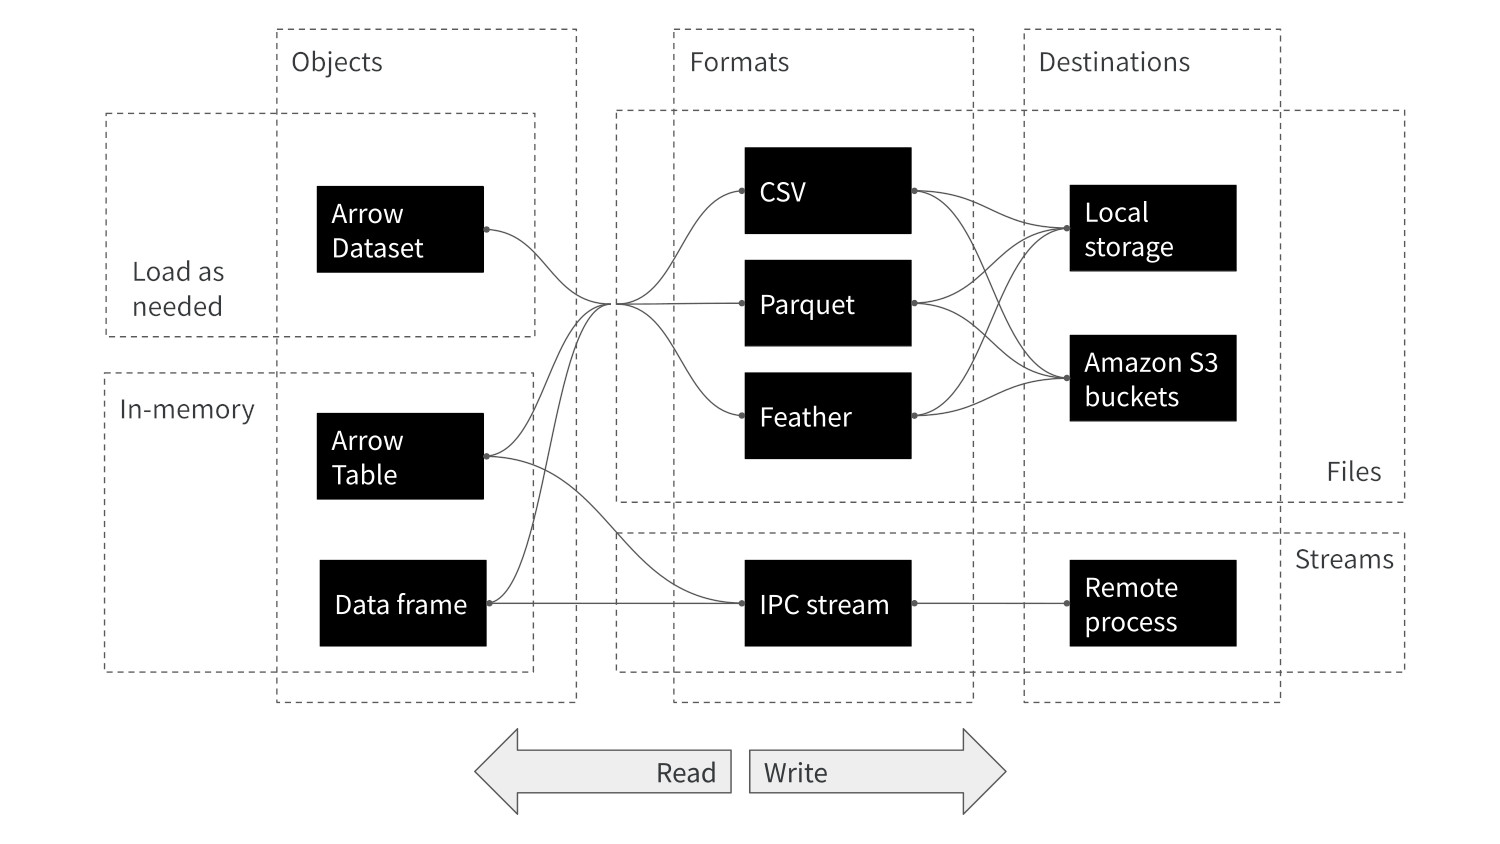 Objects
Formats
Destinations
Arrow
Dataset
Load as
needed
CSV
Parquet
Feather
Local
storage
Amazon S3
buckets
Files
In-memory
Arrow
Table
Data frame
IPC stream
Remote
process
Streams
Read
Write